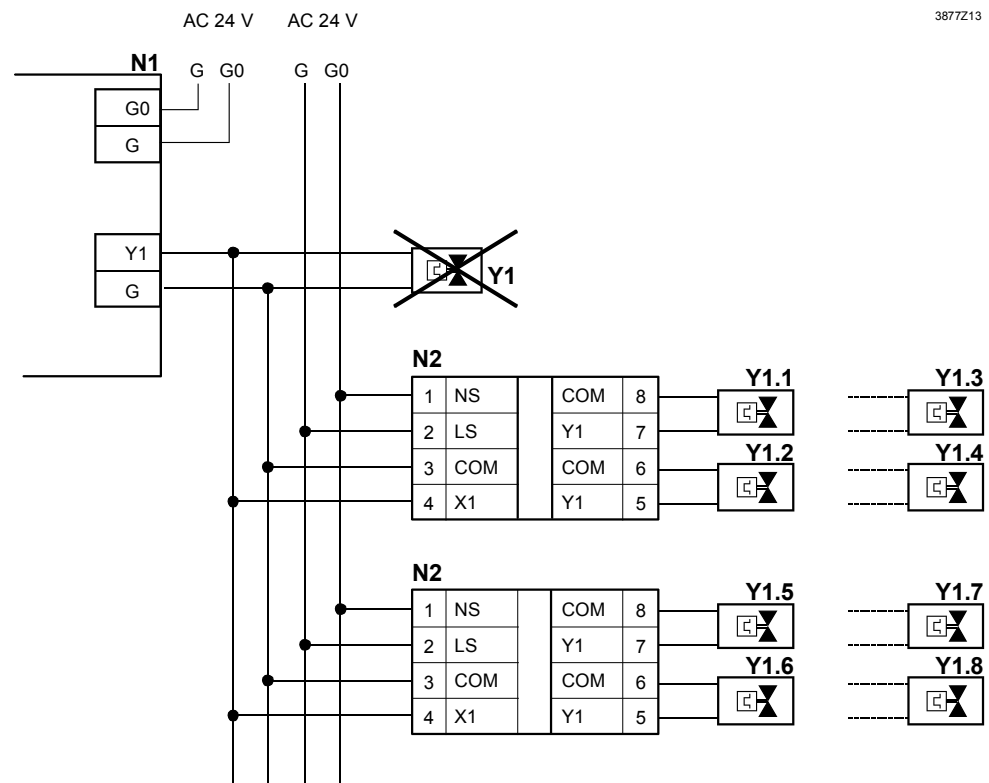 AC 24 V AC 24 V 3877Z13
N1 G G0 G G0
G0
G
Y1
G
Y1
N2
Y1.1 Y1.3
1 NS COM 8
2 LS Y1 7
Y1.2 Y1.4
3 COM COM 6
4 X1 Y1 5
N2
Y1.5 Y1.7
1 NS COM 8
2 LS Y1 7
Y1.6 Y1.8
3 COM COM 6
4 X1 Y1 5